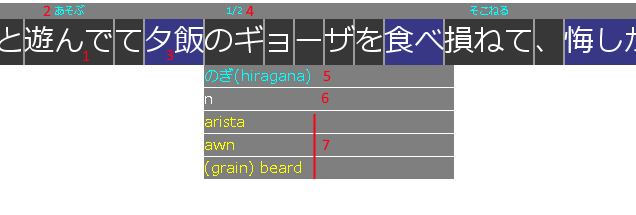 2 あそぶ 1/2 4 そこねる
と遊んでて夕飯のギョーザを食べ損ねて、悔し
1 3
のぎ(hiragana) 5
n 6
arista
awn 7
(grain) beard